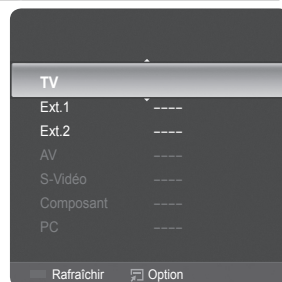 TV
Ext.1 ----
Ext.2 ----
AV ----
S-Vidéo ----
Composant ----
PC ----
Rafraîchir Option